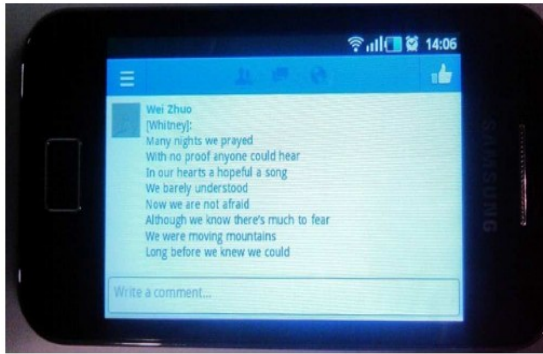 14:06
Wei Zhuo
[Whitney]:
Many nights we prayed
With no proof anyone could hear
In our hearts a hopeful a song
We barely understood
Now we are not afraid
Although we know there's much to fear
We were moving mountains
Long before we knew we could
Write a comment...
SAMSUNG